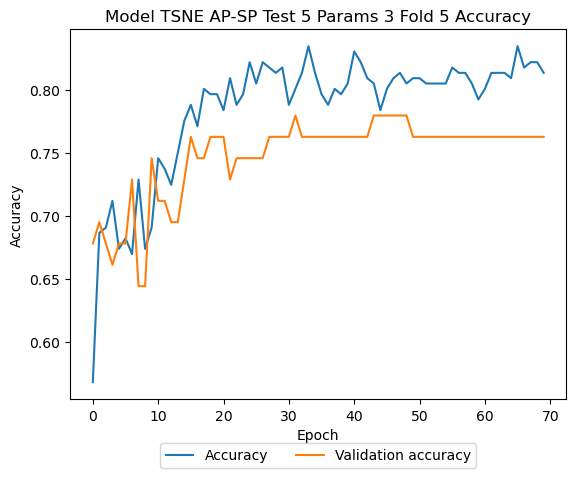 Model TSNE AP-SP Test 5 Params 3 Fold 5 Accuracy
0.80
0.75
0.70
0.65
0.60
Accuracy
0 10 20 30 40 50 60 70
Epoch
Accuracy Validation accuracy